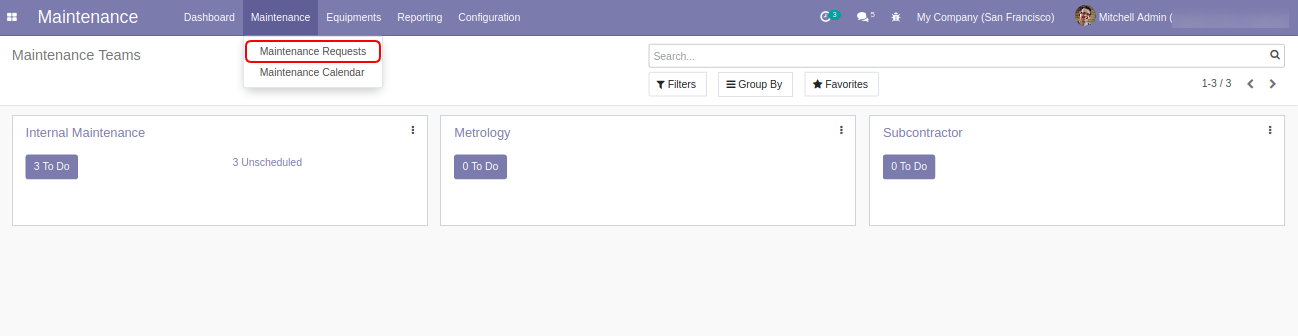 Maintenance Dashboard Maintenance Equipments Reporting Configuration 3 5 My Company (San Francisco) Mitchell Admin (
Maintenance Requests
Maintenance Calendar
Maintenance Teams
Search...
Filters Group By Favorites 1-3 / 3
Internal Maintenance
3 To Do 3 Unscheduled
Metrology
0 To Do
Subcontractor
0 To Do